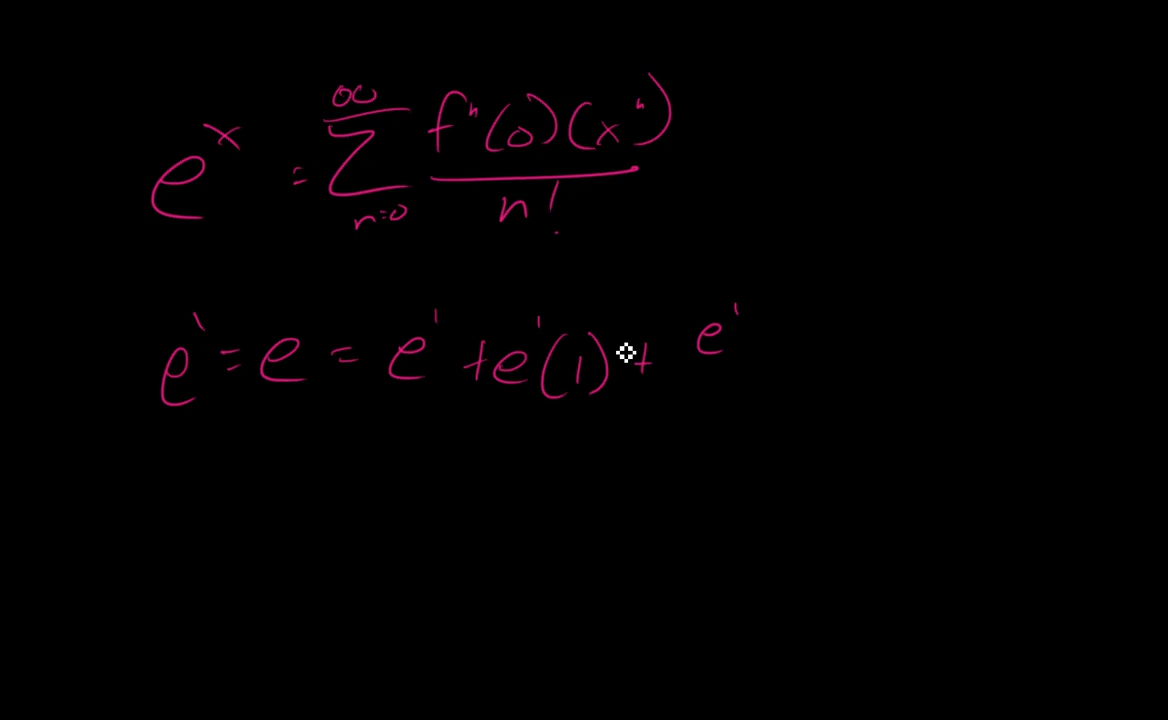 e^x = ∑_{n=0}^{∞} f^n(0)(x^n) / n!
e^1 = e = e^1 + e^1(1) + e^1